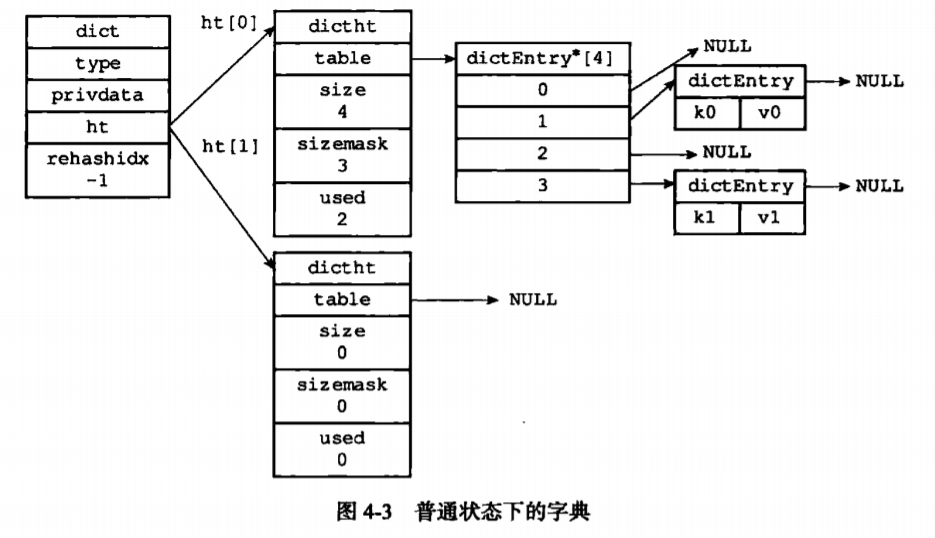 dict
type
privdata
ht
rehashidx
-1
ht[0]
ht[1]
dictht
table
size
4
sizemask
3
used
2
dictEntry*[4]
0
1
2
3
NULL
dictEntry
k0 v0
NULL
NULL
dictEntry
k1 v1
NULL
dictht
table
size
0
sizemask
0
used
0
NULL
图 4-3 普通状态下的字典